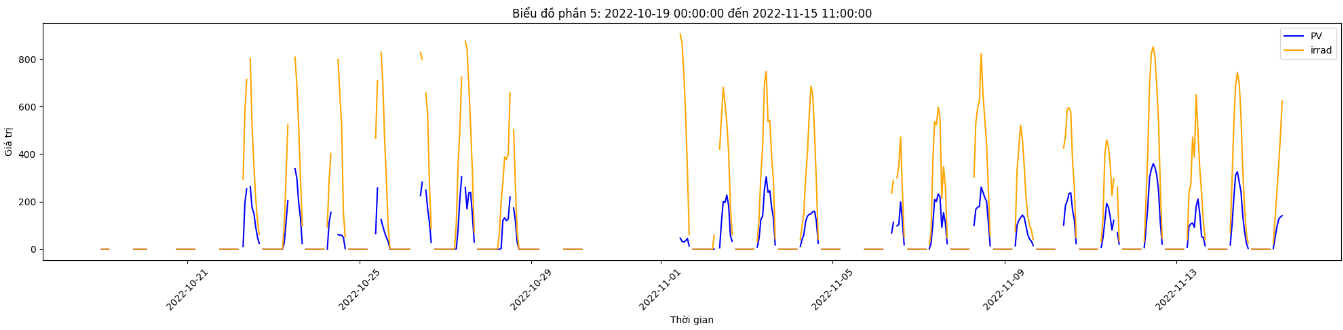 Biểu đồ phần 5: 2022-10-19 00:00:00 đến 2022-11-15 11:00:00
PV
irrad
Giá trị
800
600
400
200
0
2022-10-21
2022-10-25
2022-10-29
2022-11-01
2022-11-05
2022-11-09
2022-11-13
Thời gian